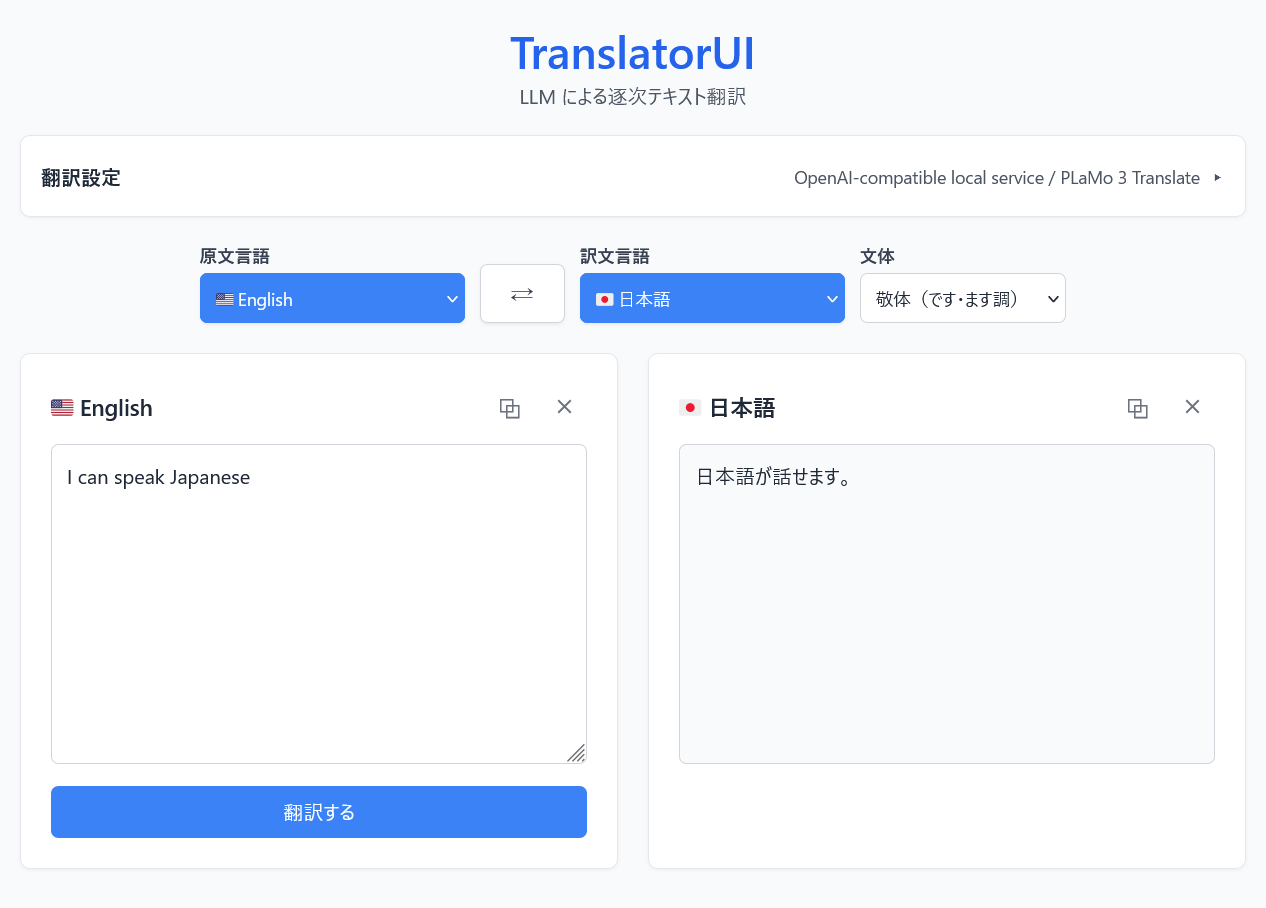 TranslatorUI
LLM による逐次テキスト翻訳
翻訳設定
OpenAI-compatible local service / PLaMo 3 Translate
原文言語
English
訳文言語
日本語
文体
敬体（です・ます調）
English
I can speak Japanese
翻訳する
日本語
日本語が話せます。